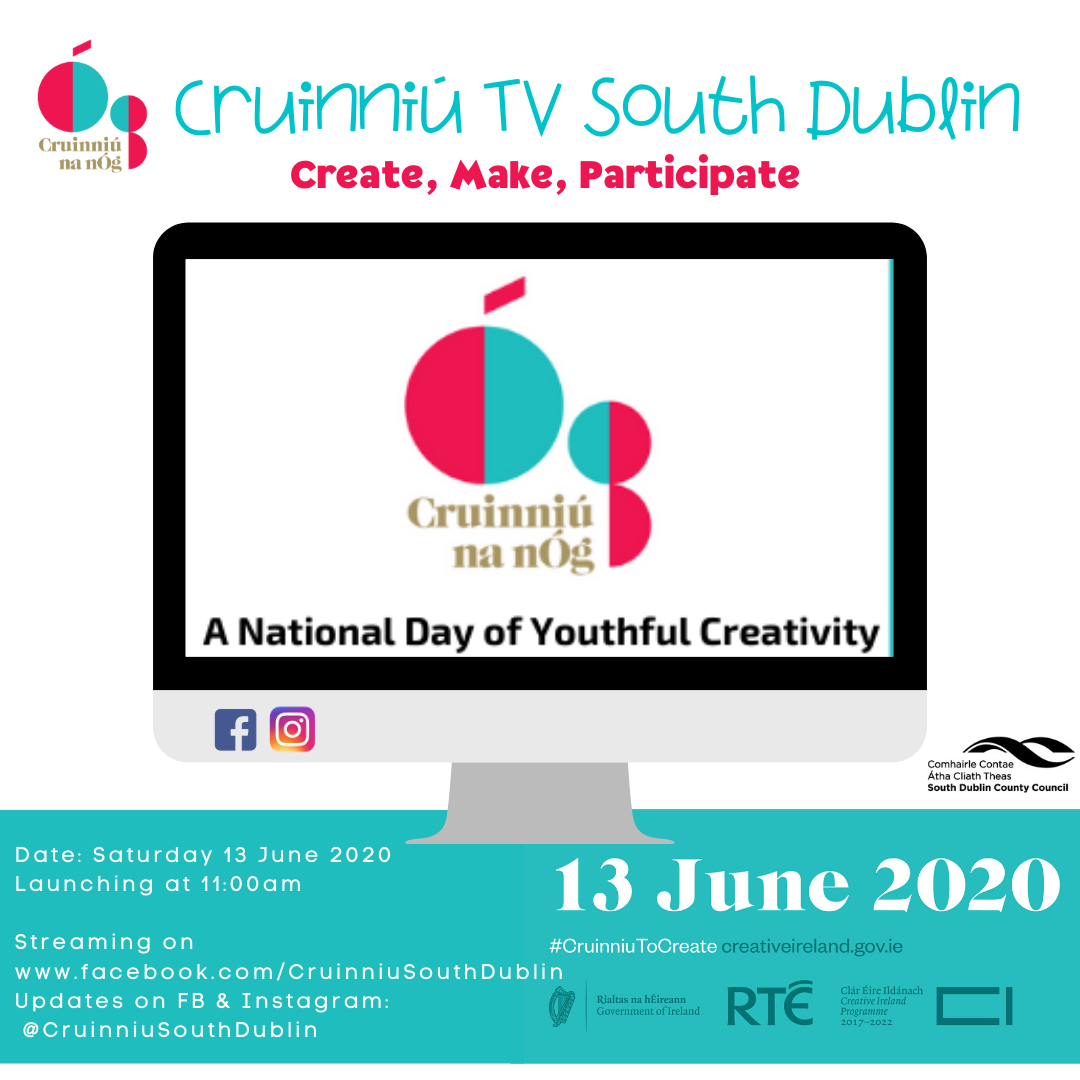 Cruinniú TV South Dublin
Create, Make, Participate
Cruinniú
na nÓg
Cruinniú
na nÓg
A National Day of Youthful Creativity
Comhairle Contae
Átha Cliath Theas
South Dublin County Council
Date: Saturday 13 June 2020
Launching at 11:00am
Streaming on
www.facebook.com/CruinniuSouthDublin
Updates on FB & Instagram:
@CruinniuSouthDublin
13 June 2020
#CruinniuToCreate creativeireland.gov.ie
Rialtas na hÉireann
Government of Ireland
RTÉ
Clár Éire Ildánach
Creative Ireland
Programme
2017–2022